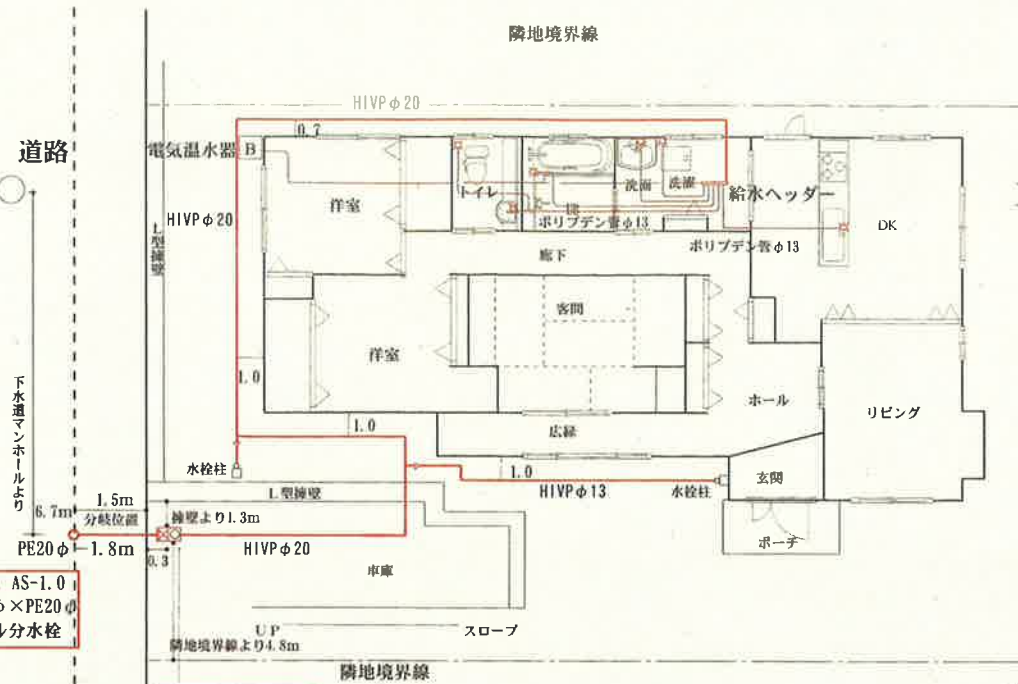 隣地境界線
HIVPφ20
道路
0.7
電気温水器 B
洋室
トイレ
洗面
洗濯
給水ヘッダー
DK
HIVPφ20
ポリブデン管φ13
ポリブデン管φ13
L型擁壁
廊下
客間
洋室
下水道マンホールより
1.0
ホール
リビング
1.0
広縁
水栓柱
1.0
玄関
HIVPφ13
水栓柱
L型擁壁
1.5m
6.7m
分岐位置
擁壁より1.3m
PE20φ
1.8m
HIVPφ20
ポーチ
0.3
車庫
AS-1.0
×PE20φ
分水栓
UP
スロープ
隣地境界線より4.8m
隣地境界線